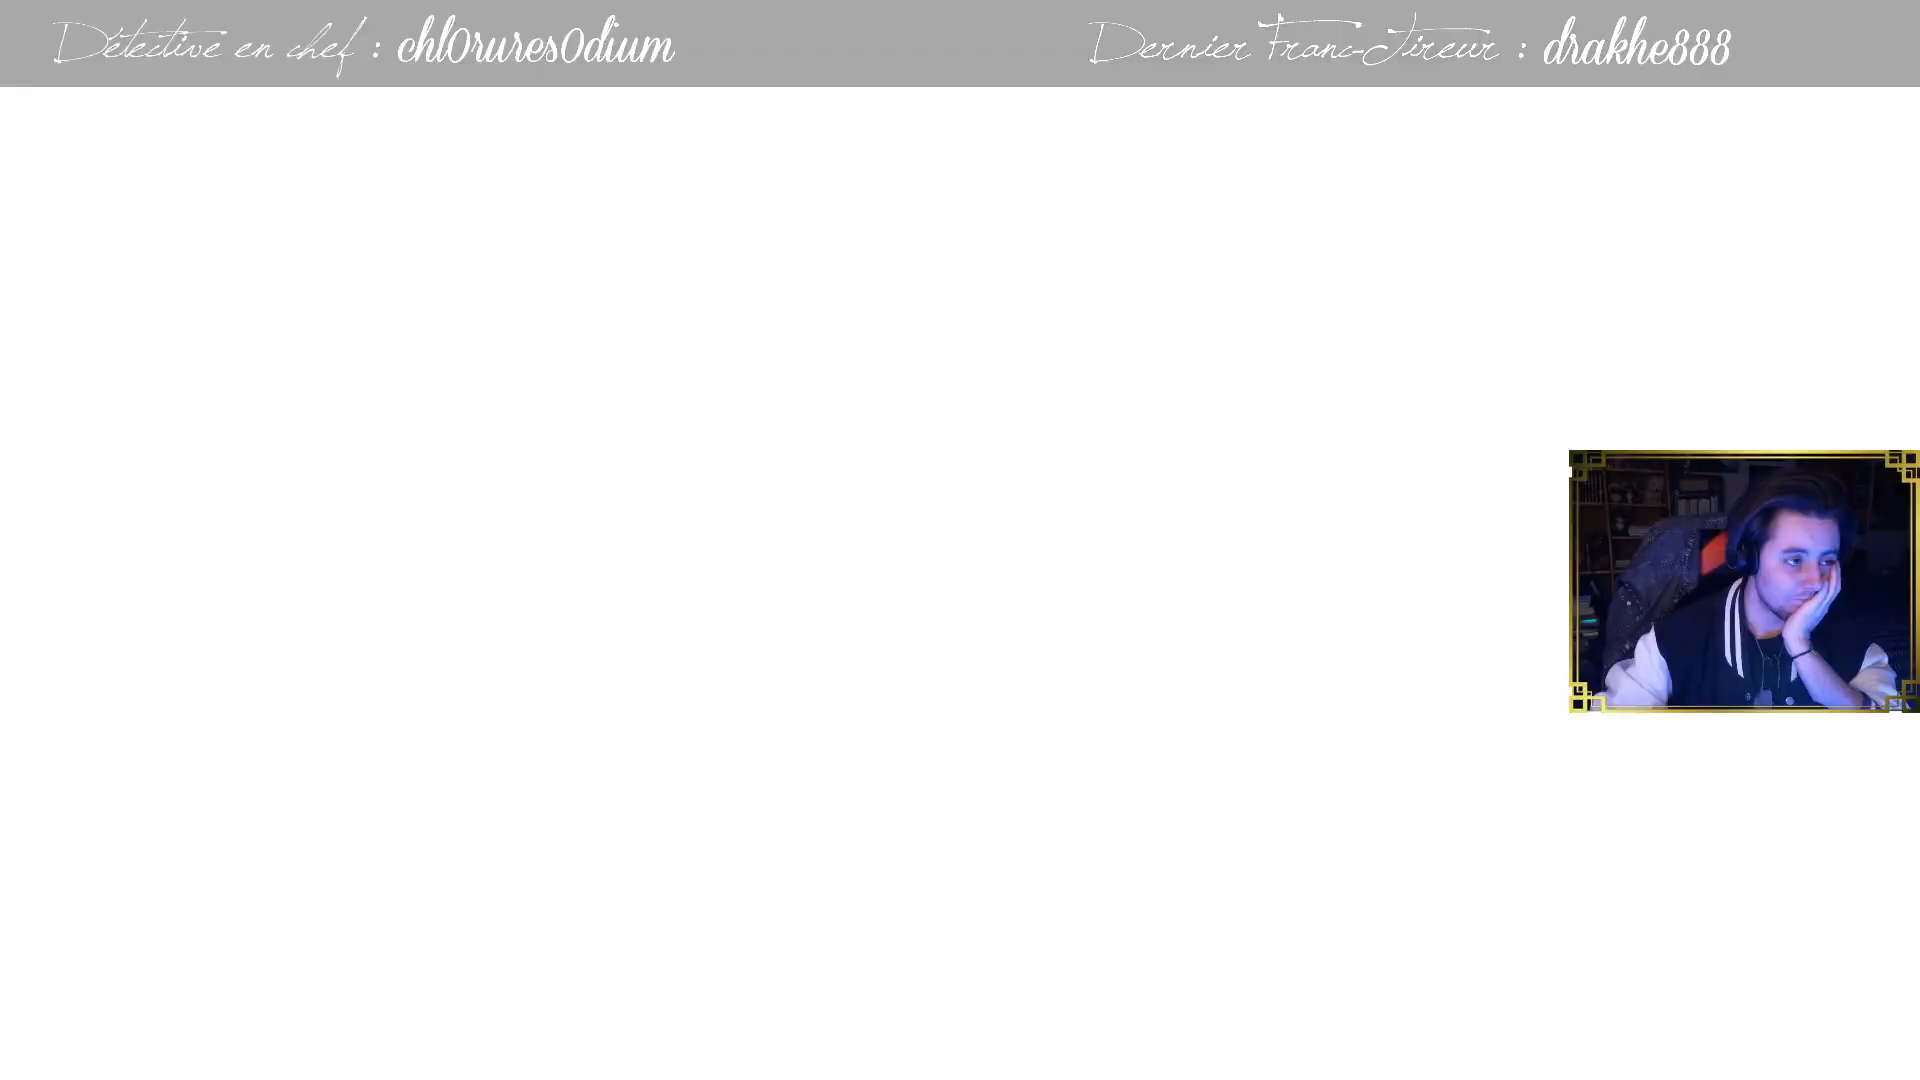 Détective en chef : chl0rures0dium
Dernier Franc-Tireur : drakhe888